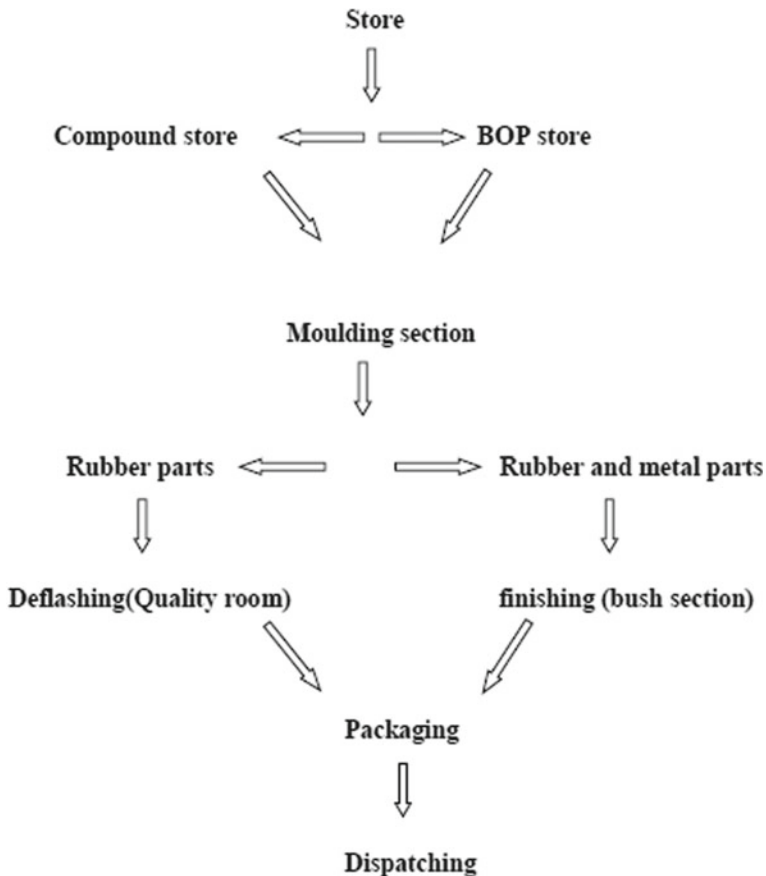 Store
Compound store
BOP store
Moulding section
Rubber parts
Rubber and metal parts
Deflashing(Quality room)
finishing (bush section)
Packaging
Dispatching